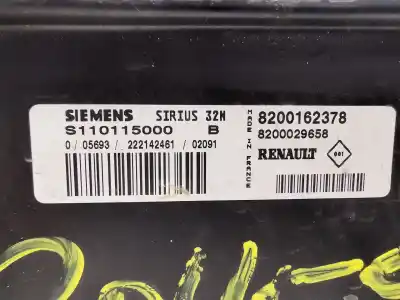 SIEMENS SIRIUS 32N
S110115000 B
0 / 05693 / 222142461 / 02091
MADE IN FRANCE
8200162378
8200029658
RENAULT